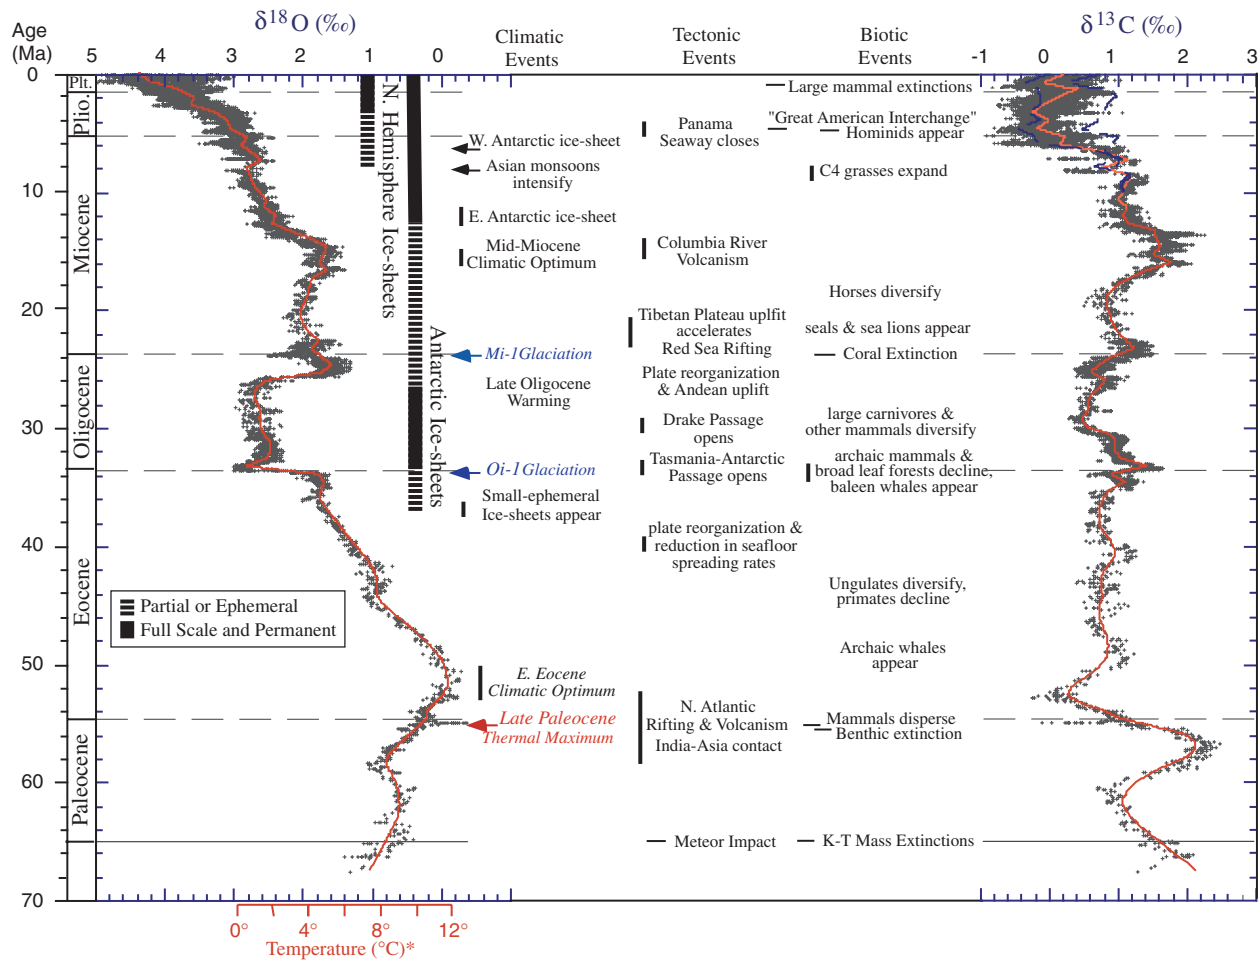 δ18O (‰)
δ13C (‰)
Age
(Ma)
5 4 3 2 1 0
Climatic
Events
Tectonic
Events
Biotic
Events
-1 0 1 2 3
0
10
20
30
40
50
60
70
Plt.
Plio.
Miocene
Oligocene
Eocene
Paleocene
N. Hemisphere Ice-sheets
Antarctic Ice-sheets
W. Antarctic ice-sheet
Asian monsoons
intensify
E. Antarctic ice-sheet
Mid-Miocene
Climatic Optimum
Mi-1Glaciation
Late Oligocene
Warming
Oi-1Glaciation
Small-ephemeral
Ice-sheets appear
E. Eocene
Climatic Optimum
Late Paleocene
Thermal Maximum
Panama
Seaway closes
Columbia River
Volcanism
Tibetan Plateau uplfit
accelerates
Red Sea Rifting
Plate reorganization
& Andean uplift
Drake Passage
opens
Tasmania-Antarctic
Passage opens
plate reorganization &
reduction in seafloor
spreading rates
N. Atlantic
Rifting & Volcanism
India-Asia contact
Meteor Impact
Large mammal extinctions
"Great American Interchange"
Hominids appear
C4 grasses expand
Horses diversify
seals & sea lions appear
Coral Extinction
large carnivores &
other mammals diversify
archaic mammals &
broad leaf forests decline,
baleen whales appear
Ungulates diversify,
primates decline
Archaic whales
appear
Mammals disperse
Benthic extinction
K-T Mass Extinctions
Partial or Ephemeral
Full Scale and Permanent
0° 4° 8° 12°
Temperature (°C)*